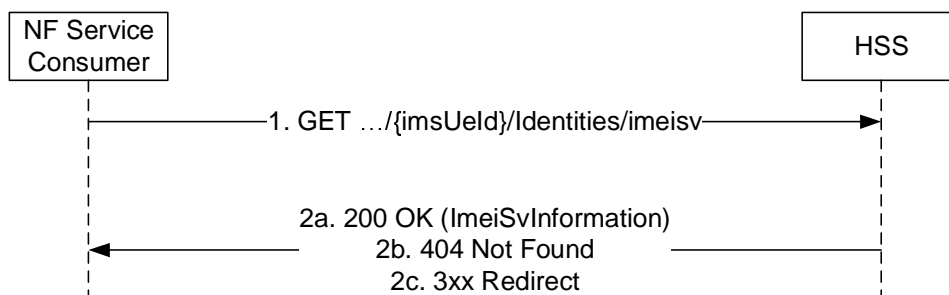 NF Service
Consumer
HSS
1. GET …/{imsUeId}/Identities/imeisv
2a. 200 OK (ImeiSvInformation)
2b. 404 Not Found
2c. 3xx Redirect